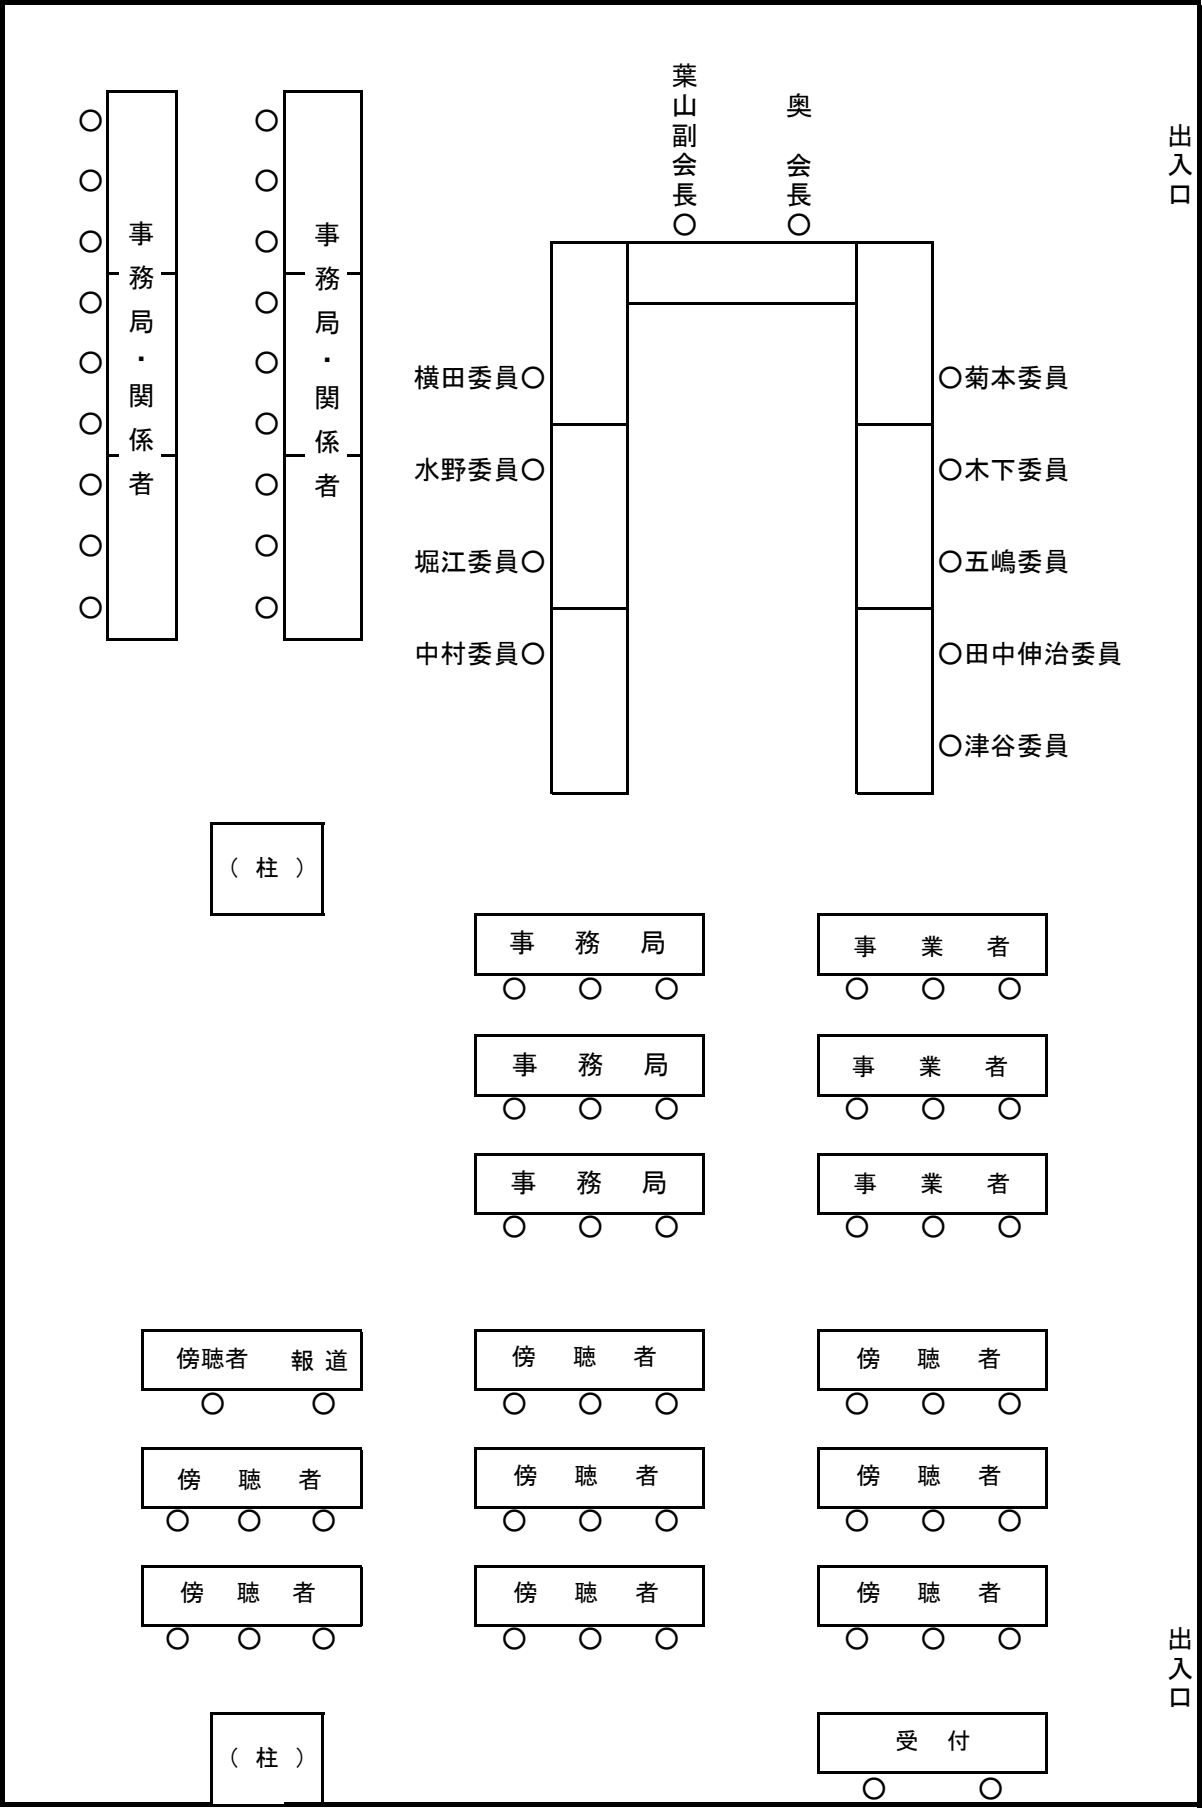 葉山副会長
奥　会長
出入口
事務局・関係者
事務局・関係者
横田委員
菊本委員
水野委員
木下委員
堀江委員
五嶋委員
中村委員
田中伸治委員
津谷委員
（柱）
事務局
事業者
事務局
事業者
事務局
事業者
傍聴者 報道
傍聴者
傍聴者
傍聴者
傍聴者
傍聴者
傍聴者
傍聴者
傍聴者
出入口
（柱）
受付